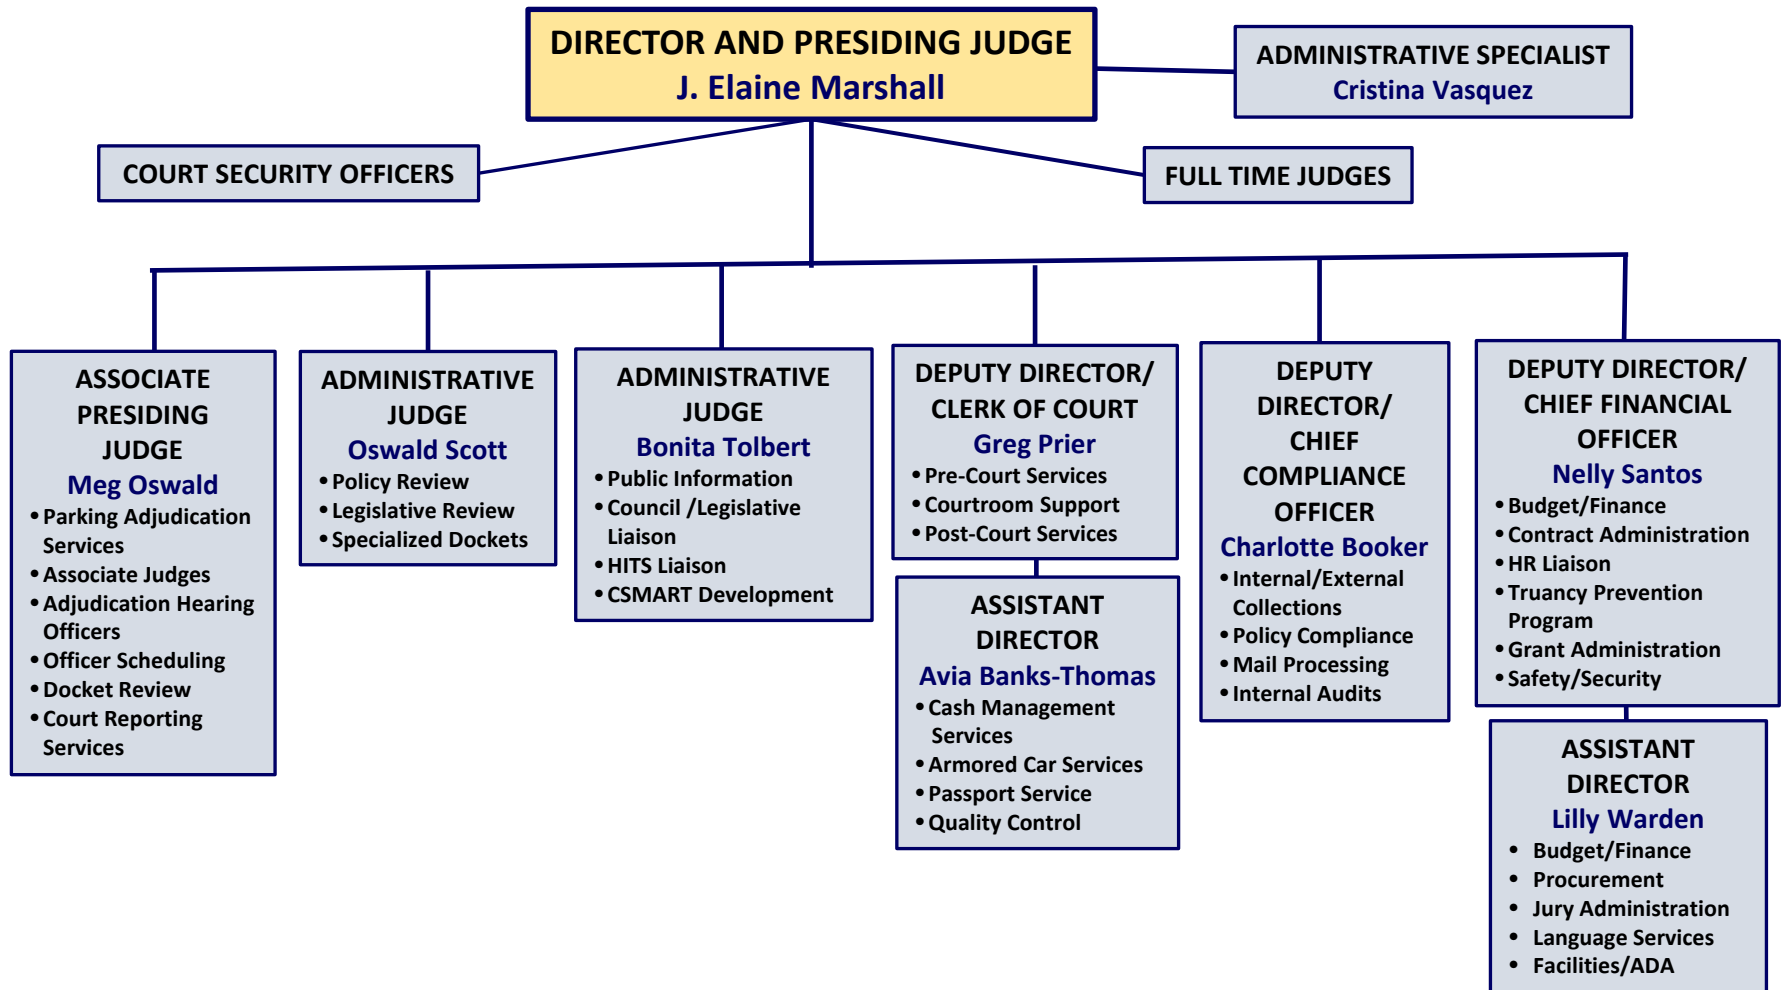 DIRECTOR AND PRESIDING JUDGE
J. Elaine Marshall
ADMINISTRATIVE SPECIALIST
Cristina Vasquez
COURT SECURITY OFFICERS
FULL TIME JUDGES
ASSOCIATE
PRESIDING
JUDGE
Meg Oswald
• Parking Adjudication
Services
• Associate Judges
• Adjudication Hearing
Officers
• Officer Scheduling
• Docket Review
• Court Reporting
Services
ADMINISTRATIVE
JUDGE
Oswald Scott
• Policy Review
• Legislative Review
• Specialized Dockets
ADMINISTRATIVE
JUDGE
Bonita Tolbert
• Public Information
• Council /Legislative
Liaison
• HITS Liaison
• CSMART Development
DEPUTY DIRECTOR/
CLERK OF COURT
Greg Prier
• Pre-Court Services
• Courtroom Support
• Post-Court Services
ASSISTANT
DIRECTOR
Avia Banks-Thomas
• Cash Management
Services
• Armored Car Services
• Passport Service
• Quality Control
DEPUTY
DIRECTOR/
CHIEF
COMPLIANCE
OFFICER
Charlotte Booker
• Internal/External
Collections
• Policy Compliance
• Mail Processing
• Internal Audits
DEPUTY DIRECTOR/
CHIEF FINANCIAL
OFFICER
Nelly Santos
• Budget/Finance
• Contract Administration
• HR Liaison
• Truancy Prevention
Program
• Grant Administration
• Safety/Security
ASSISTANT
DIRECTOR
Lilly Warden
• Budget/Finance
• Procurement
• Jury Administration
• Language Services
• Facilities/ADA